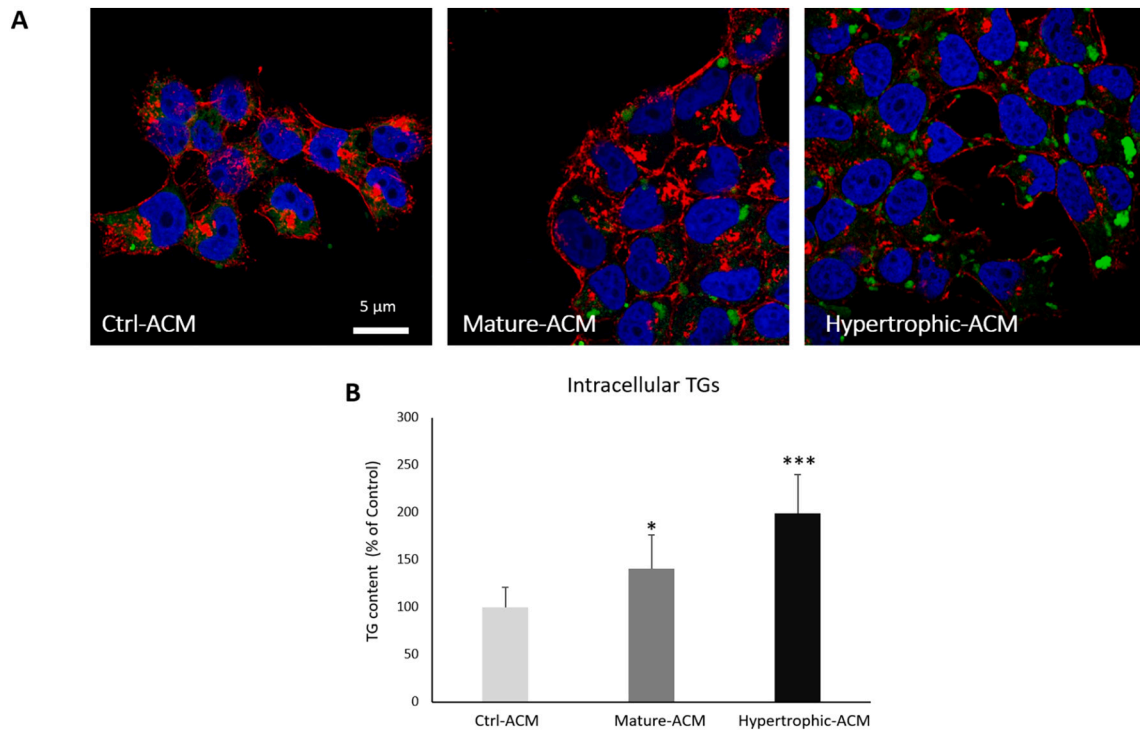 A
Ctrl-ACM
5 µm
Mature-ACM
Hypertrophic-ACM
B
Intracellular TGs
TG content (% of Control)
300
250
200
150
100
50
0
*
***
Ctrl-ACM
Mature-ACM
Hypertrophic-ACM